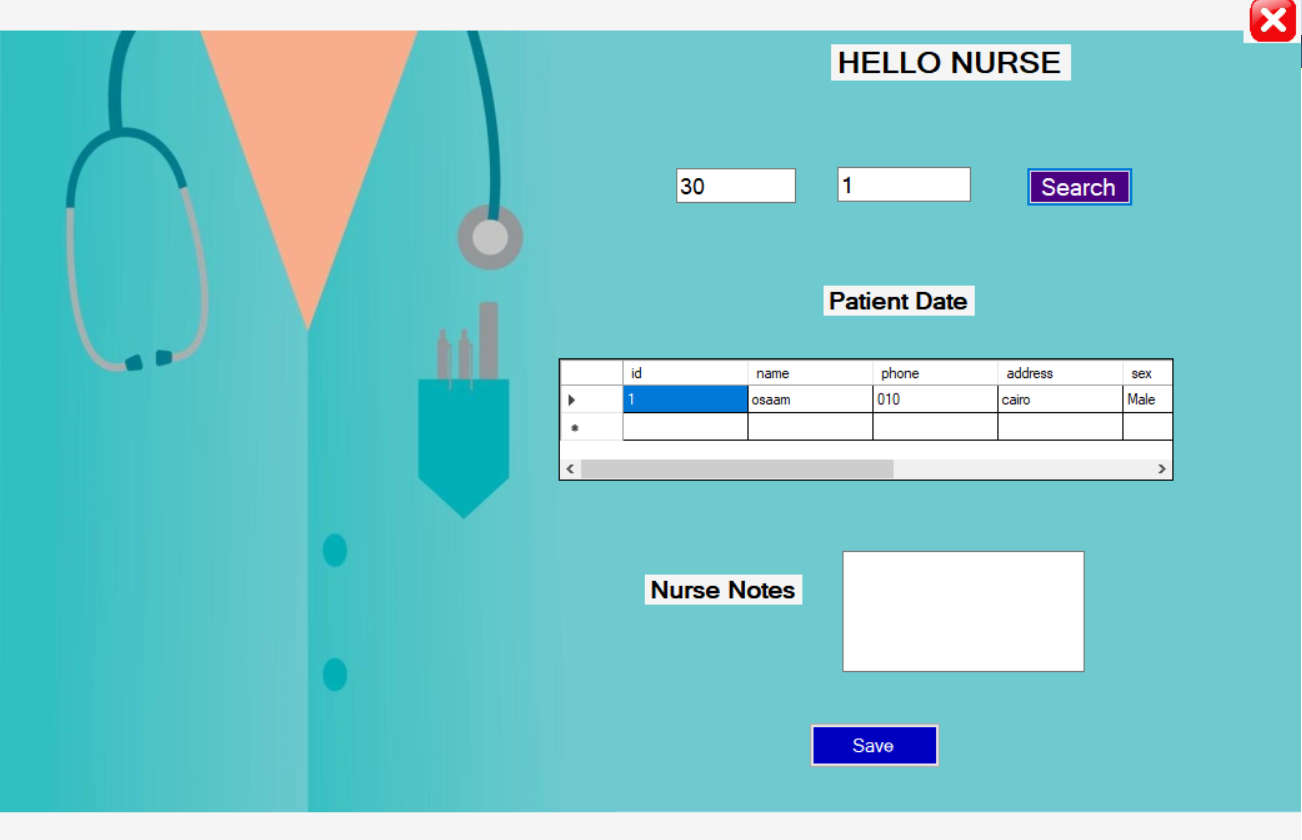 HELLO NURSE
30 1 Search
Patient Date
id name phone address sex
1 osaam 010 cairo Male
Nurse Notes
Save